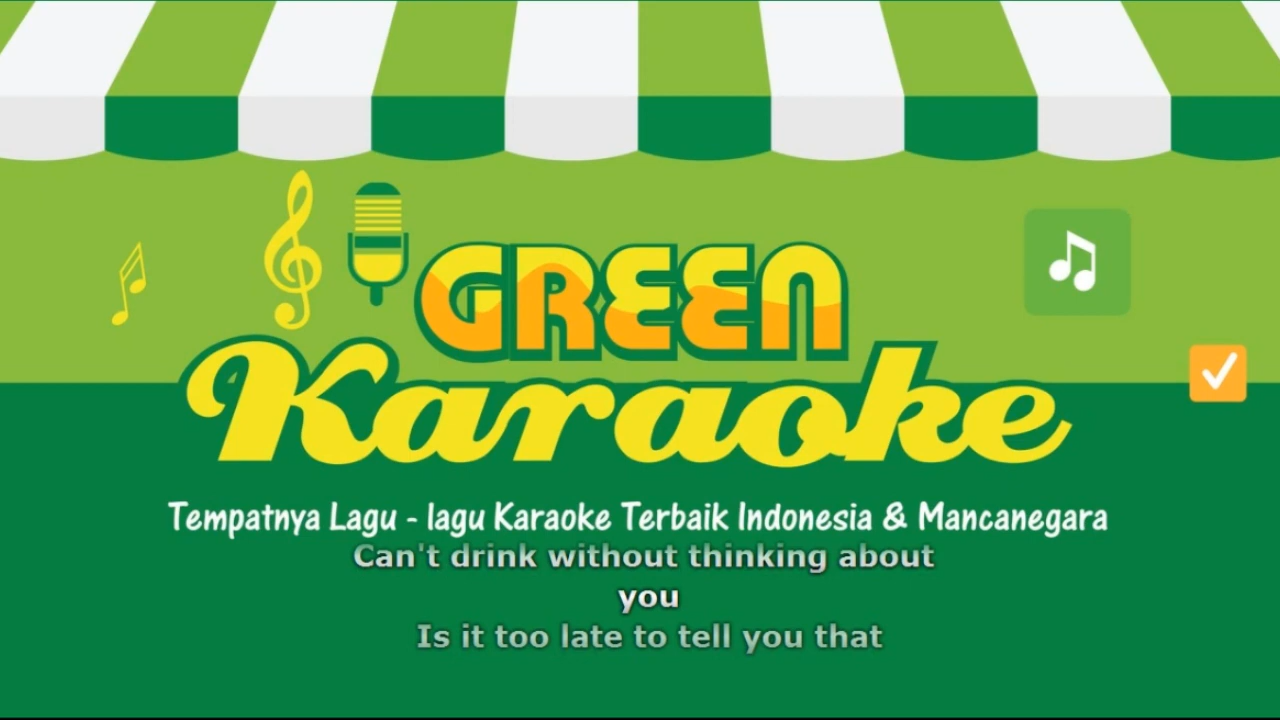 GREEN
Karaoke
Tempatnya Lagu - lagu Karaoke Terbaik Indonesia & Mancanegara
Can't drink without thinking about
you
Is it too late to tell you that